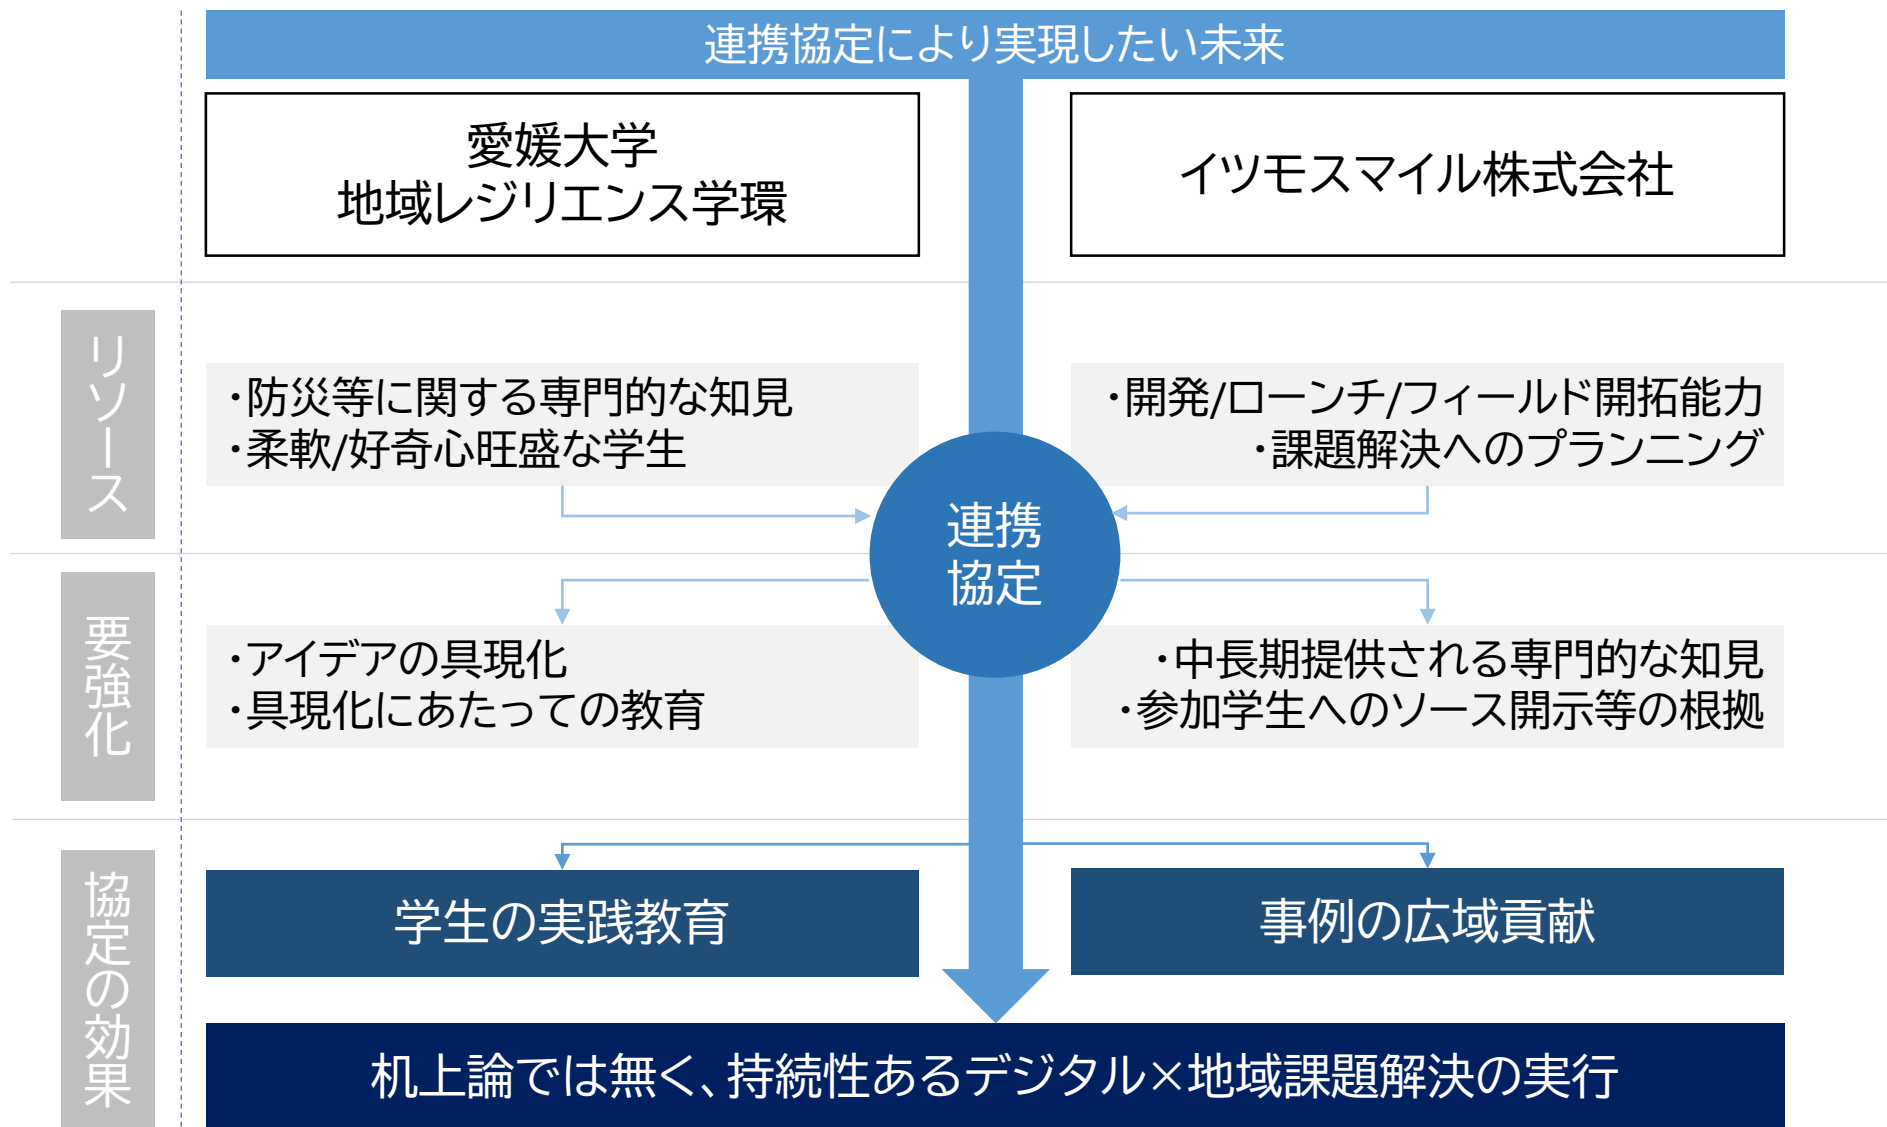 連携協定により実現したい未来
愛媛大学
地域レジリエンス学環
イツモスマイル株式会社
リソース
・防災等に関する専門的な知見
・柔軟/好奇心旺盛な学生
・開発/ローンチ/フィールド開拓能力
・課題解決へのプランニング
連携
協定
要強化
・アイデアの具現化
・具現化にあたっての教育
・中長期提供される専門的な知見
・参加学生へのソース開示等の根拠
協定の効果
学生の実践教育
事例の広域貢献
机上論では無く、持続性あるデジタル×地域課題解決の実行